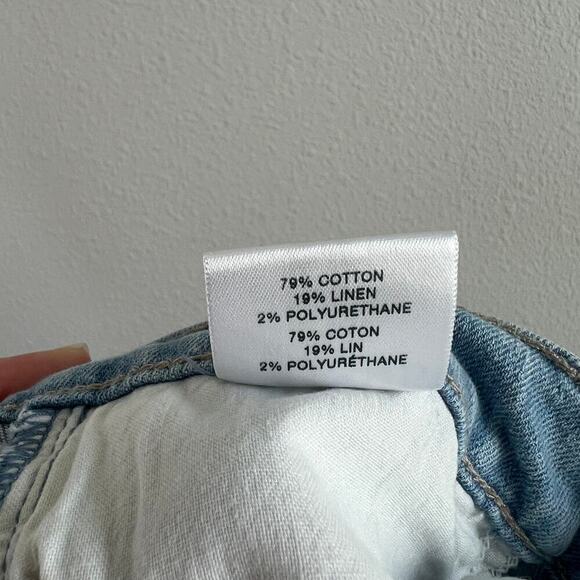 79% COTTON
19% LINEN
2% POLYURETHANE
79% COTON
19% LIN
2% POLYURÉTHANE